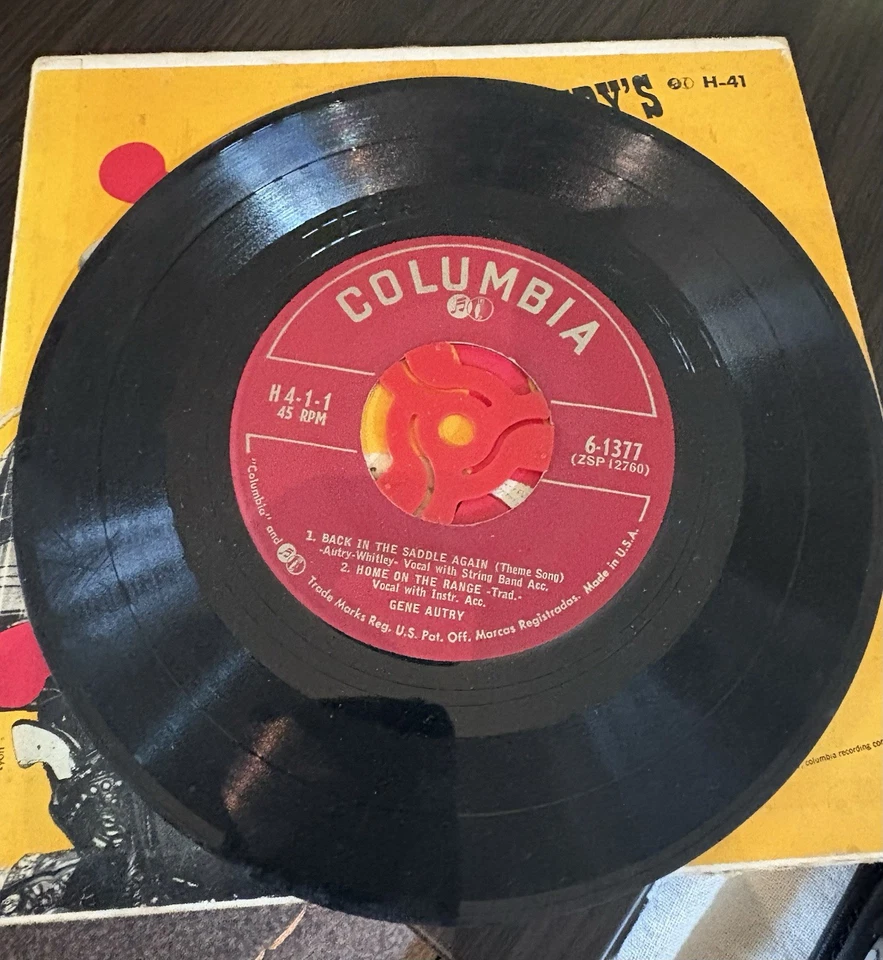 H-41
COLUMBIA
H 4-1-1
45 RPM
6-1377
(ZSP 12760)
1. BACK IN THE SADDLE AGAIN (Theme Song)
-Autry-Whitley- Vocal with String Band Acc.
2. HOME ON THE RANGE -Trad.-
Vocal with Instr. Acc.
GENE AUTRY
"Columbia" and Trade Marks Reg. U.S. Pat. Off. Marcas Registradas. Made in U.S.A.
columbia recording